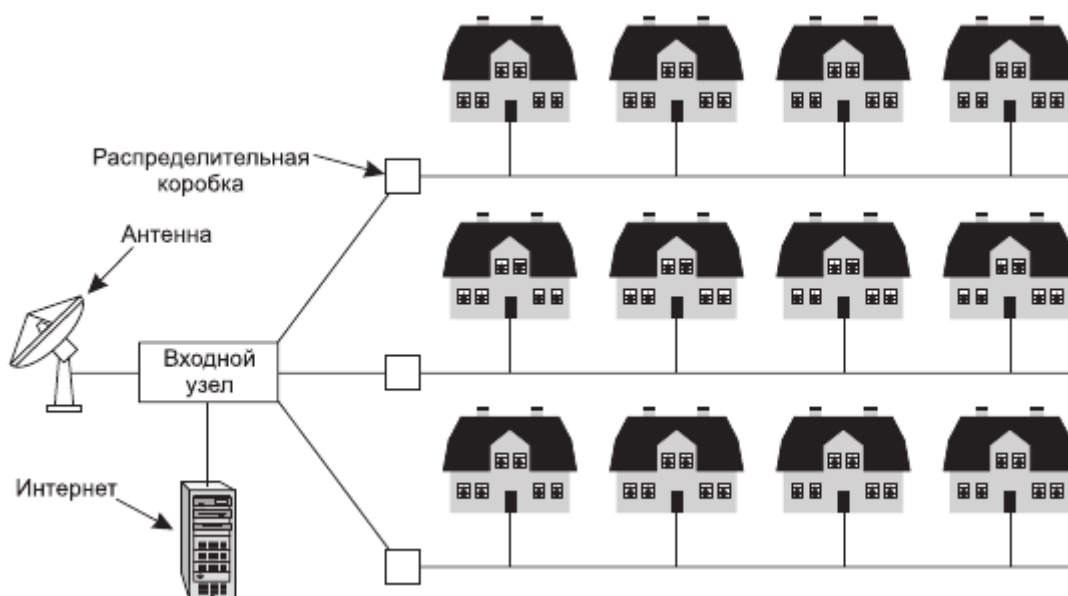 Распределительная
коробка
Антенна
Входной
узел
Интернет